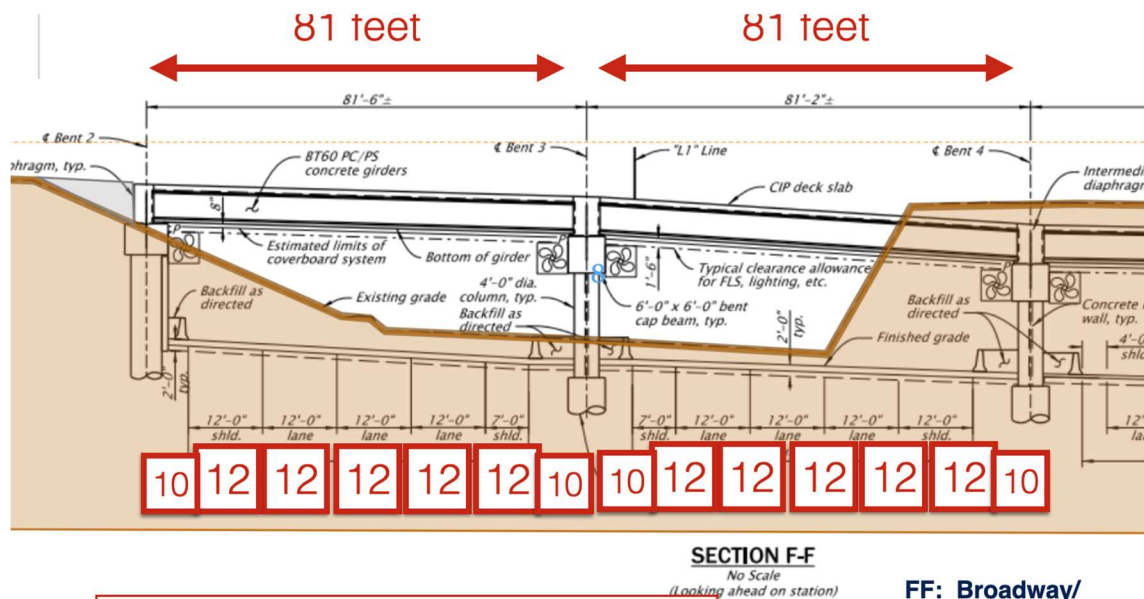 81 feet
81 feet
81'-6"±
81'-2"±
℄ Bent 2
℄ Bent 3
"L1" Line
℄ Bent 4
phragm, typ.
BT60 PC/PS
concrete girders
CIP deck slab
Intermedi
diaphragm
8"
Estimated limits of
coverboard system
Bottom of girder
1'-6"
Typical clearance allowance
for FLS, lighting, etc.
Backfill as
directed
Existing grade
4'-0" dia.
column, typ.
Backfill as
directed
6'-0" x 6'-0" bent
cap beam, typ.
2'-0"
typ.
Backfill as
directed
Finished grade
Concrete
wall, typ.
4'-0
shld
2'-0"
typ.
12'-0" 12'-0" 12'-0" 12'-0" 7'-0" 7'-0" 12'-0" 12'-0" 12'-0" 12'-0" 12'
shld. lane lane lane shld. shld. lane lane lane shld. la
10 12 12 12 12 12 10 10 12 12 12 12 12 10
SECTION F-F
No Scale
(Looking ahead on station)
FF: Broadway/